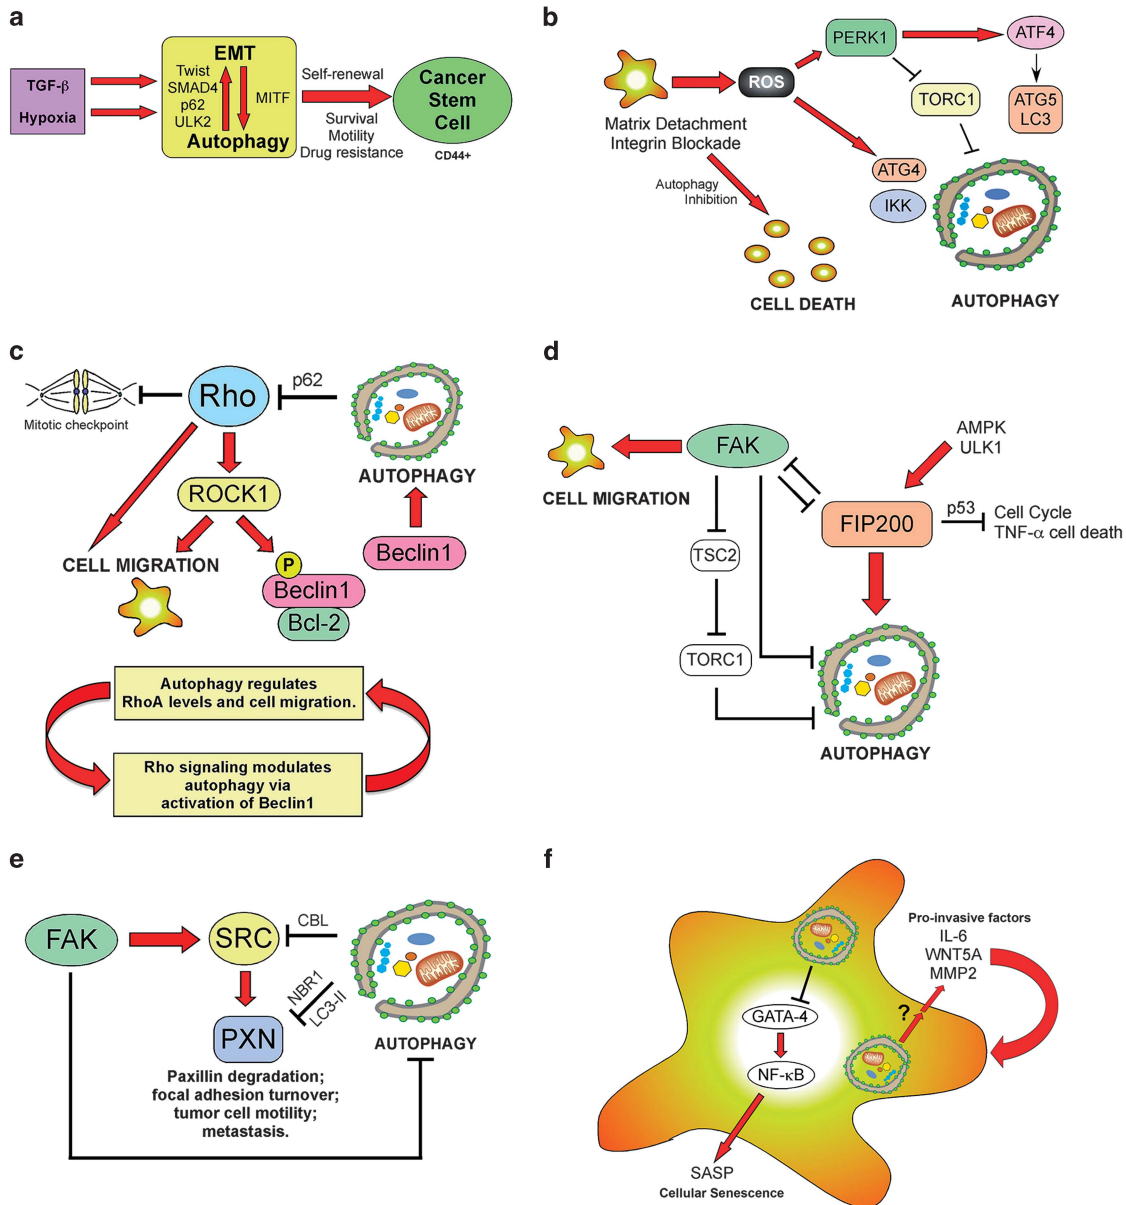 a
TGF-β
Hypoxia
EMT
Twist
SMAD4
p62
ULK2
MITF
Autophagy
Self-renewal
Survival
Motility
Drug resistance
Cancer
Stem
Cell
CD44+
b
PERK1
ATF4
ROS
TORC1
ATG5
LC3
Matrix Detachment
Integrin Blockade
ATG4
IKK
Autophagy
Inhibition
CELL DEATH
AUTOPHAGY
c
Mitotic checkpoint
Rho
p62
AUTOPHAGY
ROCK1
Beclin1
CELL MIGRATION
P
Beclin1
Bcl-2
Autophagy regulates
RhoA levels and cell migration.
Rho signaling modulates
autophagy via
activation of Beclin1
d
CELL MIGRATION
FAK
AMPK
ULK1
FIP200
p53
Cell Cycle
TNF-α cell death
TSC2
TORC1
AUTOPHAGY
e
FAK
SRC
CBL
NBR1
LC3-II
PXN
AUTOPHAGY
Paxillin degradation;
focal adhesion turnover;
tumor cell motility;
metastasis.
f
Pro-invasive factors
IL-6
WNT5A
MMP2
?
GATA-4
NF-κB
SASP
Cellular Senescence